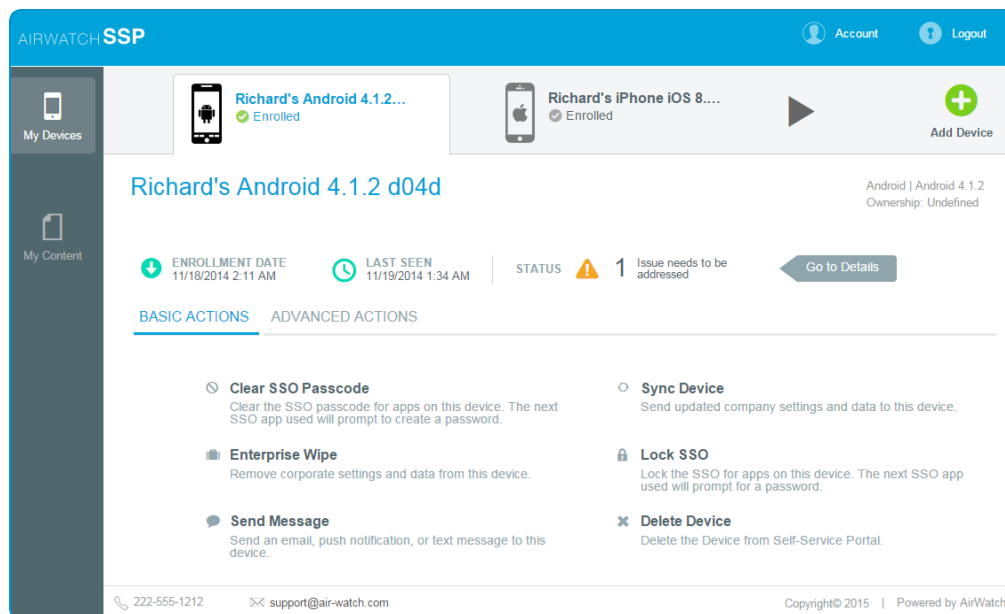 AIRWATCH SSP
Account
Logout
My Devices
My Content
Richard's Android 4.1.2...
Enrolled
Richard's iPhone iOS 8....
Enrolled
Add Device
Richard's Android 4.1.2 d04d
Android | Android 4.1.2
Ownership: Undefined
ENROLLMENT DATE
11/18/2014 2:11 AM
LAST SEEN
11/19/2014 1:34 AM
STATUS
1
Issue needs to be
addressed
Go to Details
BASIC ACTIONS
ADVANCED ACTIONS
Clear SSO Passcode
Clear the SSO passcode for apps on this device. The next
SSO app used will prompt to create a password.
Sync Device
Send updated company settings and data to this device.
Enterprise Wipe
Remove corporate settings and data from this device.
Lock SSO
Lock the SSO for apps on this device. The next SSO app
used will prompt for a password.
Send Message
Send an email, push notification, or text message to this
device.
Delete Device
Delete the Device from Self-Service Portal.
222-555-1212
support@air-watch.com
Copyright© 2015 | Powered by AirWatch